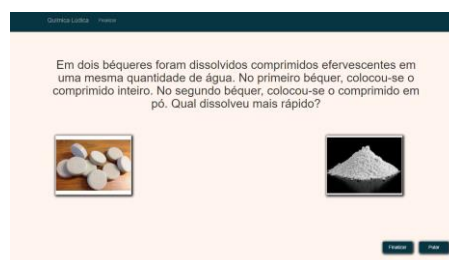 Química Lúdica Finalizar
Em dois béqueres foram dissolvidos comprimidos efervescentes em
uma mesma quantidade de água. No primeiro béquer, colocou-se o
comprimido inteiro. No segundo béquer, colocou-se o comprimido em
pó. Qual dissolveu mais rápido?
Finalizar Pular